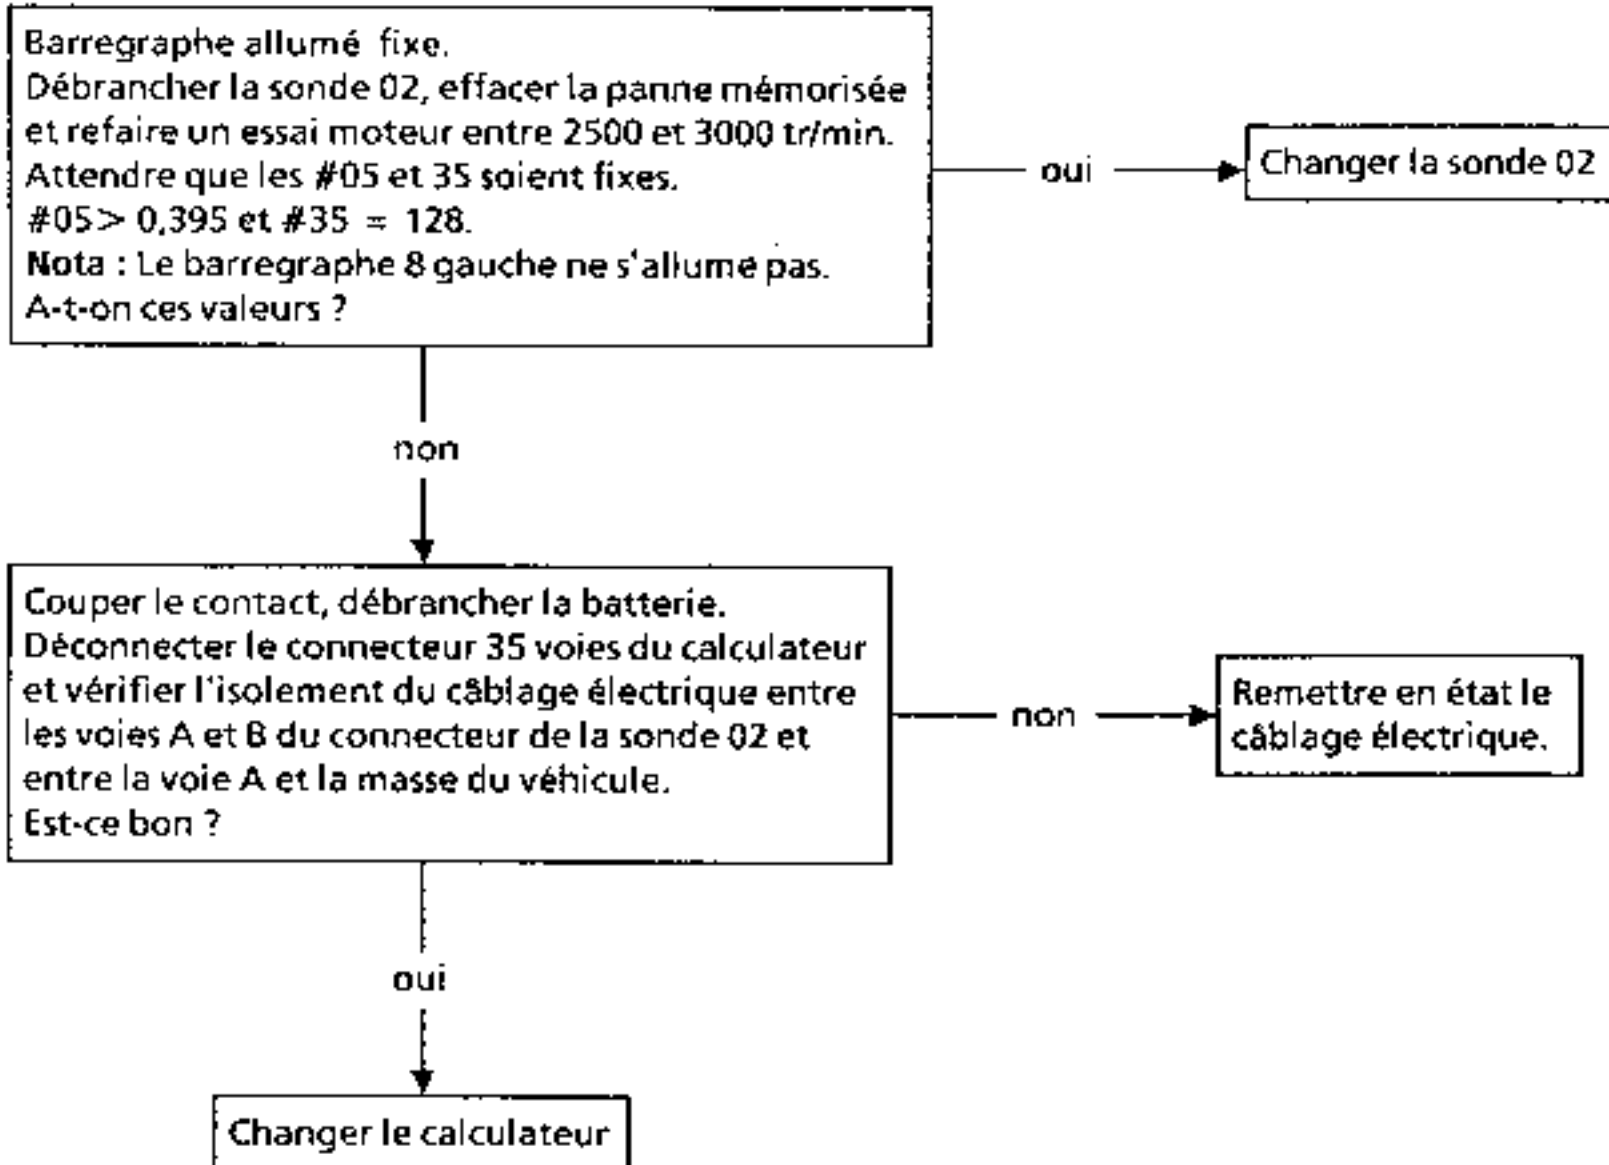 Barregraphe allumé fixe.
Débrancher la sonde 02, effacer la panne mémorisée
et refaire un essai moteur entre 2500 et 3000 tr/min.
Attendre que les #05 et 35 soient fixes.
#05> 0,395 et #35 = 128.
Nota : Le barregraphe 8 gauche ne s'allume pas.
A-t-on ces valeurs ?
oui
Changer la sonde 02
non
Couper le contact, débrancher la batterie.
Déconnecter le connecteur 35 voies du calculateur
et vérifier l'isolement du câblage électrique entre
les voies A et B du connecteur de la sonde 02 et
entre la voie A et la masse du véhicule.
Est-ce bon ?
non
Remettre en état le
câblage électrique.
oui
Changer le calculateur